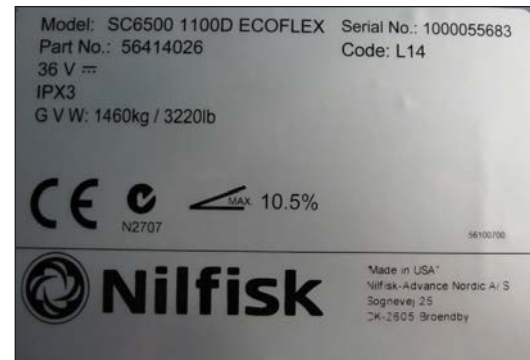 Model: SC6500 1100D ECOFLEX Serial No.: 1000055683
Part No.: 56414026 Code: L14
36 V ⎓
IPX3
G V W: 1460kg / 3220lb
CE N2707 MAX. 10.5%
56100700
Nilfisk
"Made in USA"
Nilfisk-Advance Nordic A/S
Sognevej 25
DK-2605 Broendby